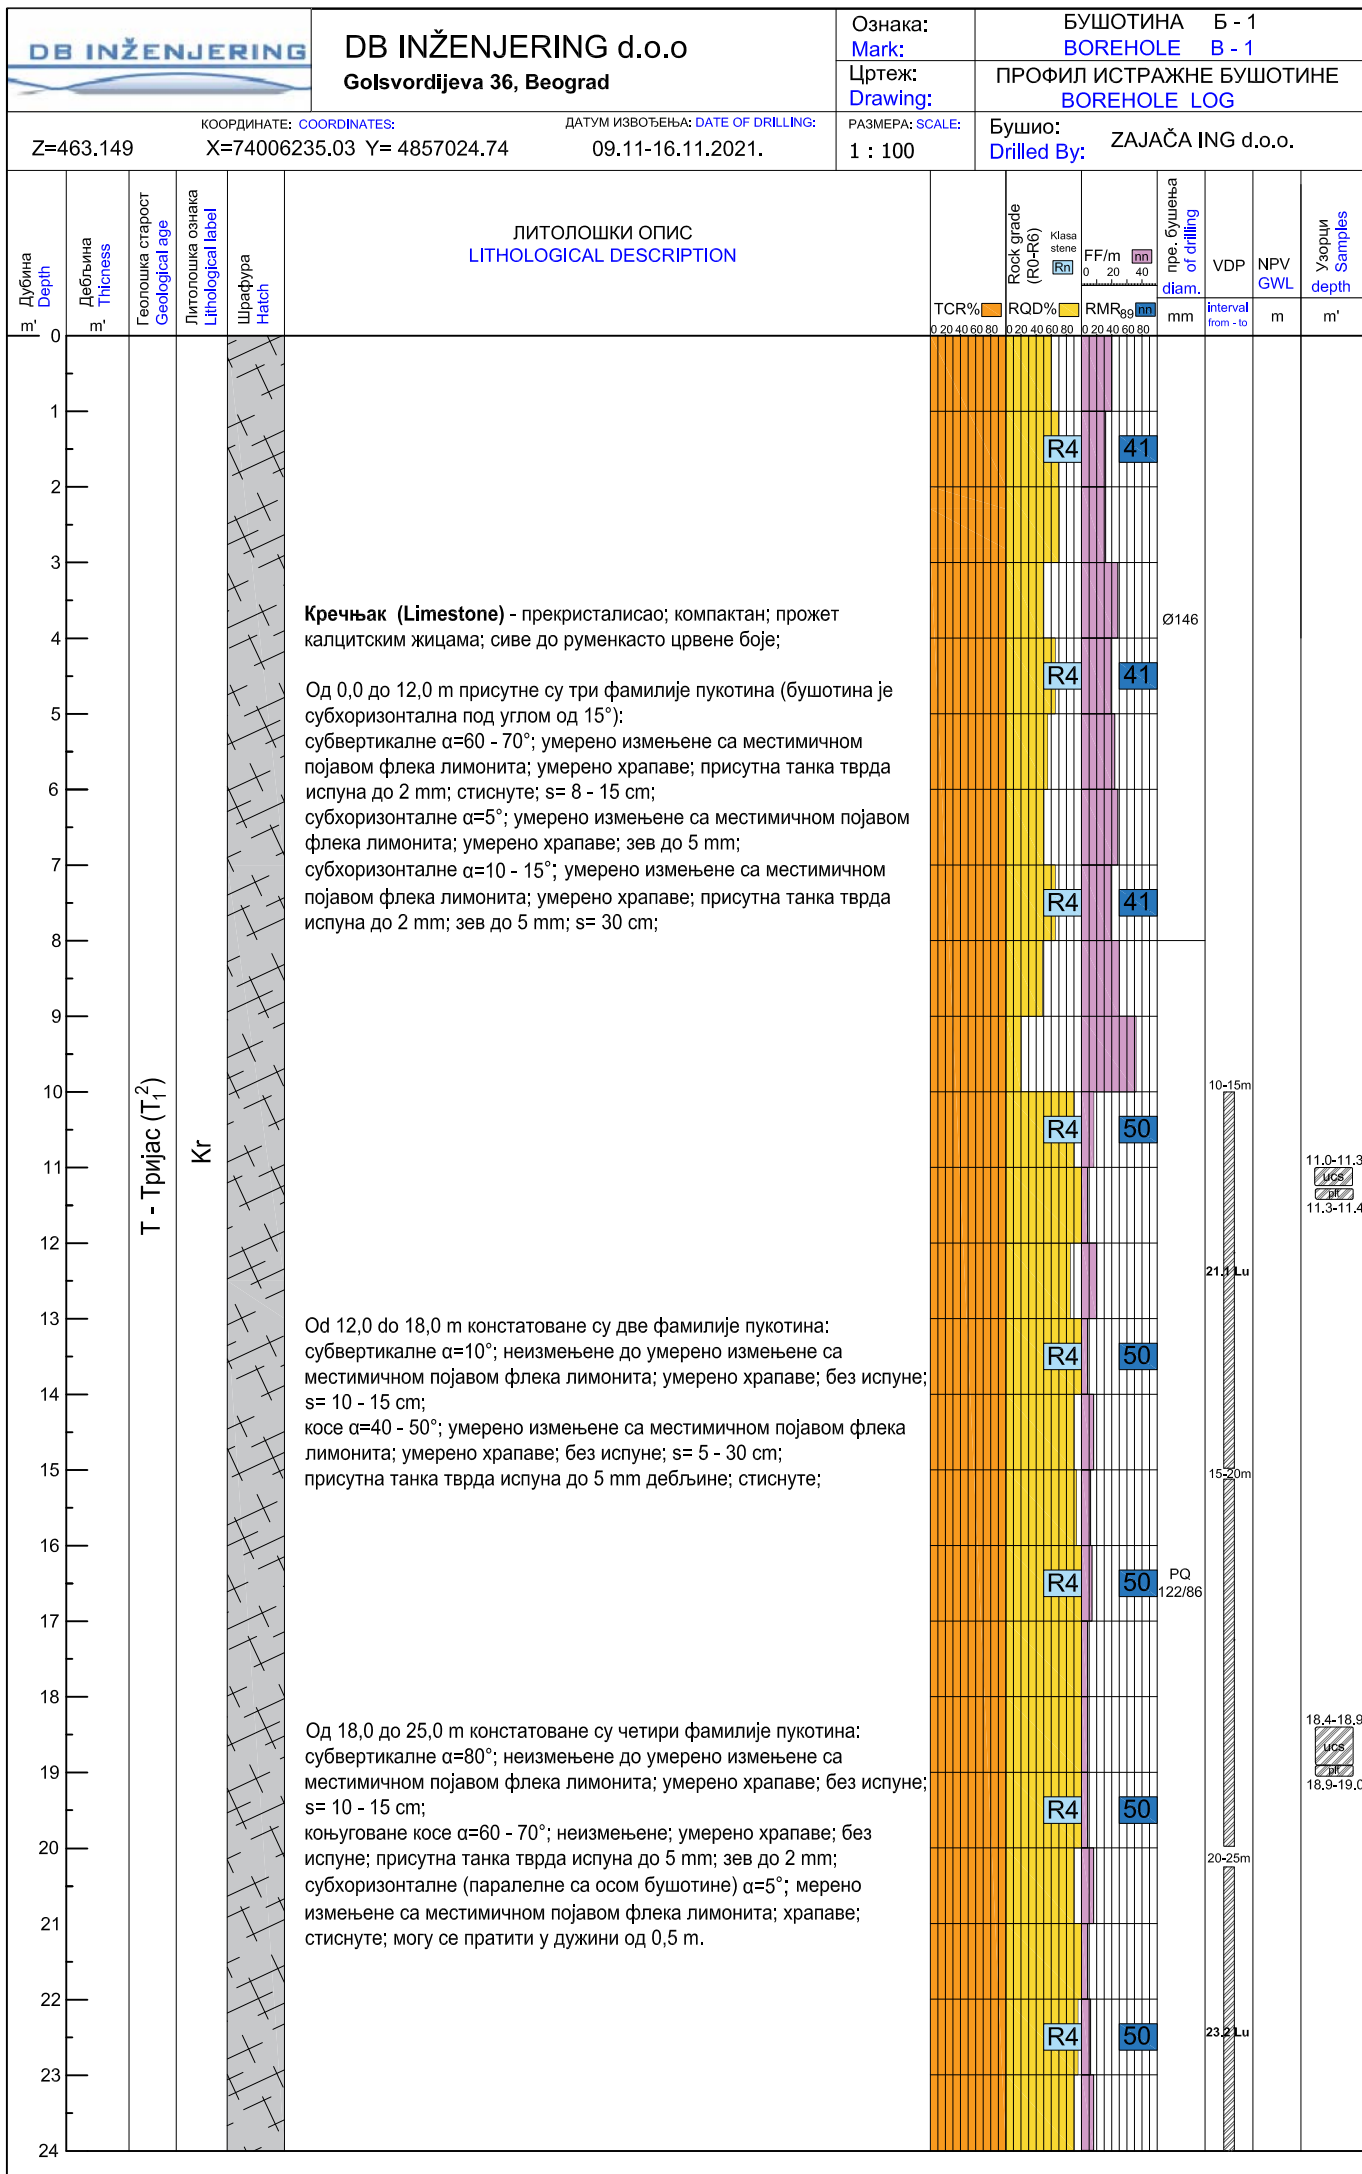 DB INŽENJERING
DB INŽENJERING d.o.o
Golsvordijeva 36, Beograd
Ознака:
Mark:
БУШОТИНА Б - 1
BOREHOLE B - 1
Цртеж:
Drawing:
ПРОФИЛ ИСТРАЖНЕ БУШОТИНЕ
BOREHOLE LOG
КООРДИНАТЕ: COORDINATES:
Z=463.149 X=74006235.03 Y= 4857024.74
ДАТУМ ИЗВОЂЕЊА: DATE OF DRILLING:
09.11-16.11.2021.
РАЗМЕРА: SCALE:
1 : 100
Бушио:
Drilled By:
ZAJAČA ING d.o.o.
Дубина
Depth
m'
Дебљина
Thicness
m'
Геолошка старост
Geological age
Литолошка ознака
Lithological label
Шрафура
Hatch
ЛИТОЛОШКИ ОПИС
LITHOLOGICAL DESCRIPTION
TCR%
0 20 40 60 80
Rock grade
(R0-R6)
Klasa
stene
Rn
RQD%
0 20 40 60 80
FF/m nn
0 20 40
RMR89 nn
0 20 40 60 80
пре. бушења
of drilling
diam.
mm
VDP
interval
from - to
NPV
GWL
m
Узорци
Samples
depth
m'
0
1
R4 41
2
3
Кречњак (Limestone) - прекристалисао; компактан; прожет
Ø146
4
калцитским жицама; сиве до руменкасто црвене боје;
R4 41
Од 0,0 до 12,0 m присутне су три фамилије пукотина (бушотина је
5
субхоризонтална под углом од 15°):
субвертикалне α=60 - 70°; умерено измењене са местимичном
појавом флека лимонита; умерено храпаве; присутна танка тврда
6
испуна до 2 mm; стиснуте; s= 8 - 15 cm;
субхоризонталне α=5°; умерено измењене са местимичном појавом
флека лимонита; умерено храпаве; зев до 5 mm;
7
субхоризонталне α=10 - 15°; умерено измењене са местимичном
појавом флека лимонита; умерено храпаве; присутна танка тврда
R4 41
испуна до 2 mm; зев до 5 mm; s= 30 cm;
8
9
10
10-15m
T - Тријас (T₁²)
Kr
R4 50
11
11.0-11.3
ucs
plt
11.3-11.4
12
21.1 Lu
13
Od 12,0 do 18,0 m констатоване су две фамилије пукотина:
субвертикалне α=10°; неизмењене до умерено измењене са
R4 50
местимичном појавом флека лимонита; умерено храпаве; без испуне;
14
s= 10 - 15 cm;
косе α=40 - 50°; умерено измењене са местимичном појавом флека
лимонита; умерено храпаве; без испуне; s= 5 - 30 cm;
15
присутна танка тврда испуна до 5 mm дебљине; стиснуте;
15-20m
16
R4 50
PQ
122/86
17
18
18.4-18.9
ucs
plt
18.9-19.0
Од 18,0 до 25,0 m констатоване су четири фамилије пукотина:
субвертикалне α=80°; неизмењене до умерено измењене са
19
местимичном појавом флека лимонита; умерено храпаве; без испуне;
s= 10 - 15 cm;
R4 50
коњуговане косе α=60 - 70°; неизмењене; умерено храпаве; без
20
испуне; присутна танка тврда испуна до 5 mm; зев до 2 mm;
20-25m
субхоризонталне (паралелне са осом бушотине) α=5°; мерено
измењене са местимичном појавом флека лимонита; храпаве;
21
стиснуте; могу се пратити у дужини од 0,5 m.
22
R4 50
23.2 Lu
23
24